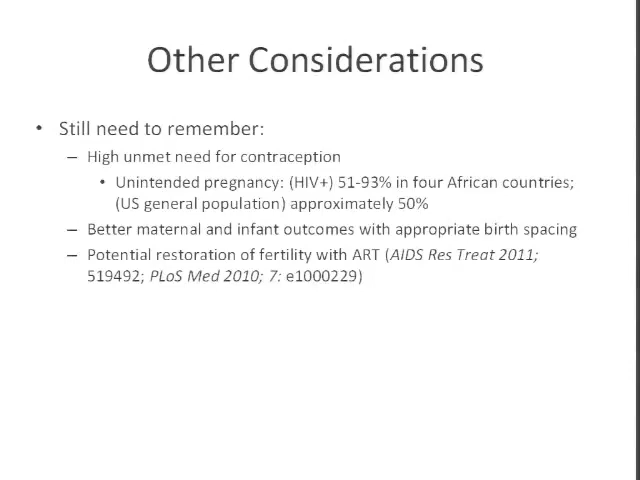 Other Considerations
• Still need to remember:
– High unmet need for contraception
• Unintended pregnancy: (HIV+) 51-93% in four African countries;
(US general population) approximately 50%
– Better maternal and infant outcomes with appropriate birth spacing
– Potential restoration of fertility with ART (AIDS Res Treat 2011;
519492; PLoS Med 2010; 7: e1000229)